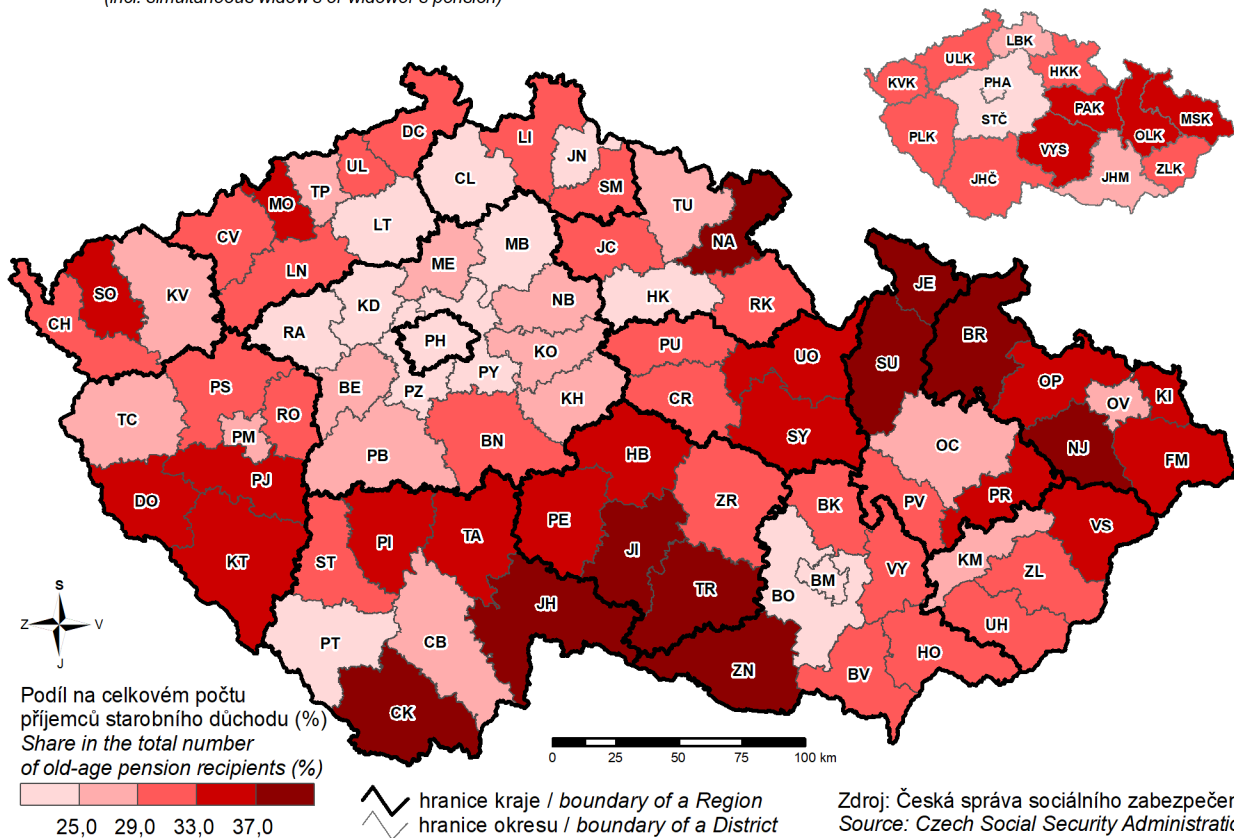 (incl. simultaneous widow's or widower's pension)
LBK
ULK
KVK
PHA
HKK
STČ
PAK
MSK
OLK
PLK
VYS
JHČ
JHM
ZLK
DC
LI
UL
JN
TP
CL
SM
MO
TU
LT
CV
MB
JC
NA
ME
LN
SO
KV
NB
HK
RK
KD
CH
RA
PH
KO
PU
UO
JE
BR
SU
PY
PS
BE
PZ
KH
CR
OP
KI
OV
RO
TC
PM
BN
SY
OC
NJ
PB
HB
FM
PJ
DO
ZR
PR
PV
BK
VS
PE
TA
PI
JI
KT
ST
KM
VY
ZL
BM
TR
BO
JH
UH
PT
CB
HO
ZN
BV
CK
S
Z
V
J
Podíl na celkovém počtu
příjemců starobního důchodu (%)
Share in the total number
of old-age pension recipients (%)
25,0 29,0 33,0 37,0
0 25 50 75 100 km
hranice kraje / boundary of a Region
hranice okresu / boundary of a District
Zdroj: Česká správa sociálního
Source: Czech Social Security